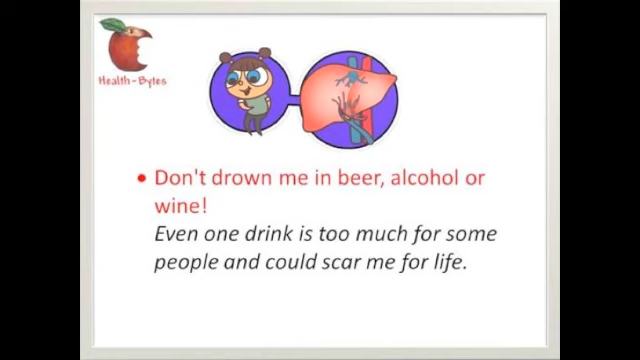 Health-Bytes
Don't drown me in beer, alcohol or
wine!
Even one drink is too much for some
people and could scar me for life.